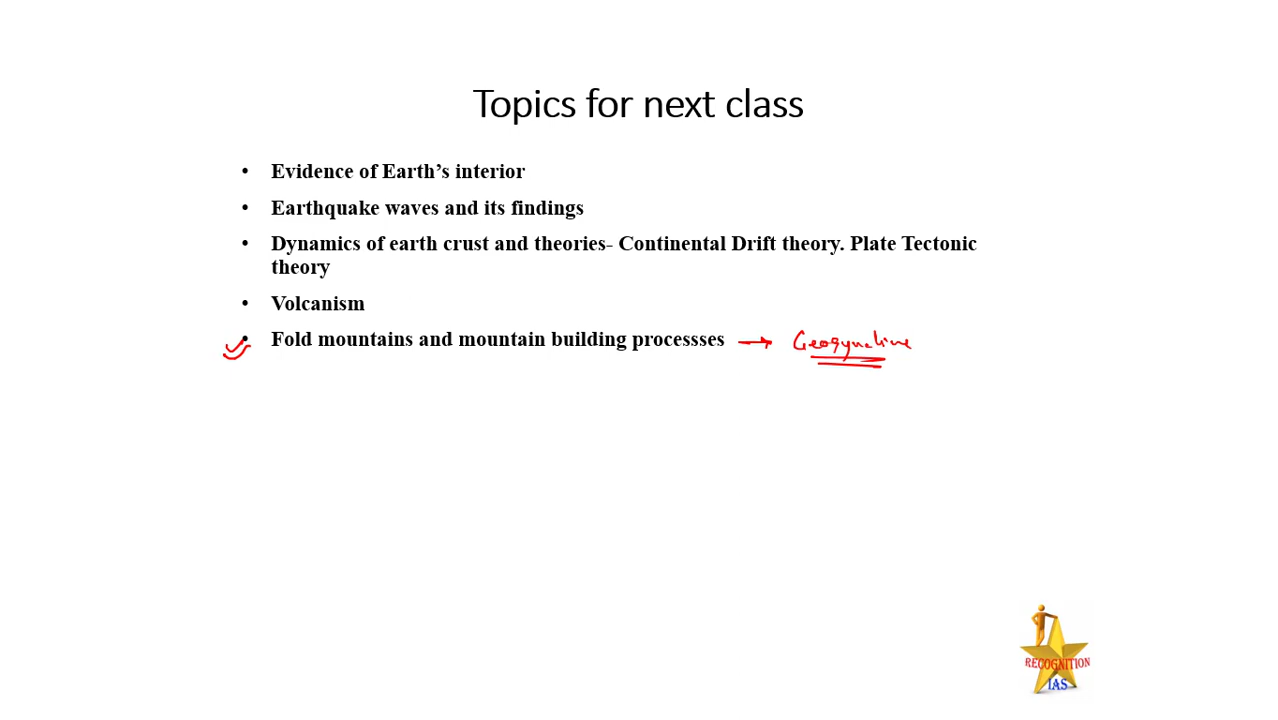 Topics for next class
• Evidence of Earth’s interior
• Earthquake waves and its findings
• Dynamics of earth crust and theories- Continental Drift theory. Plate Tectonic
theory
• Volcanism
• Fold mountains and mountain building processses → Geosyncline
RECOGNITION
IAS